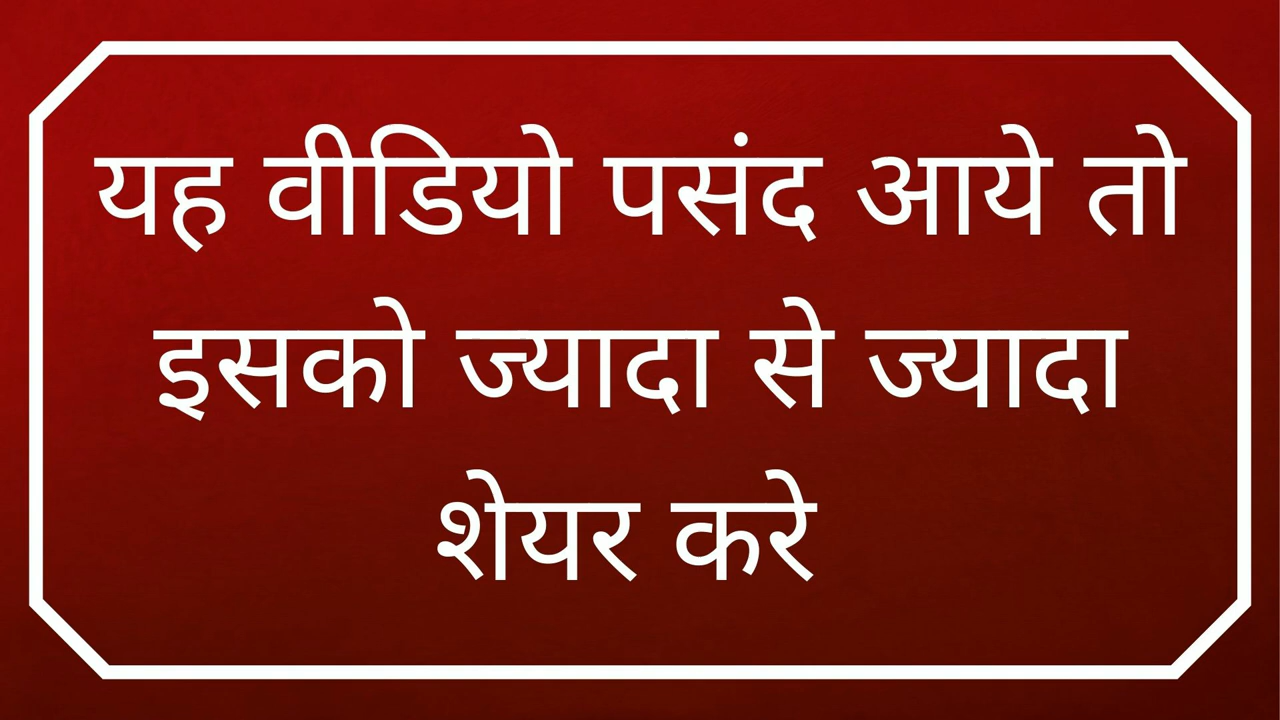 यह वीडियो पसंद आये तो
इसको ज्यादा से ज्यादा
शेयर करे